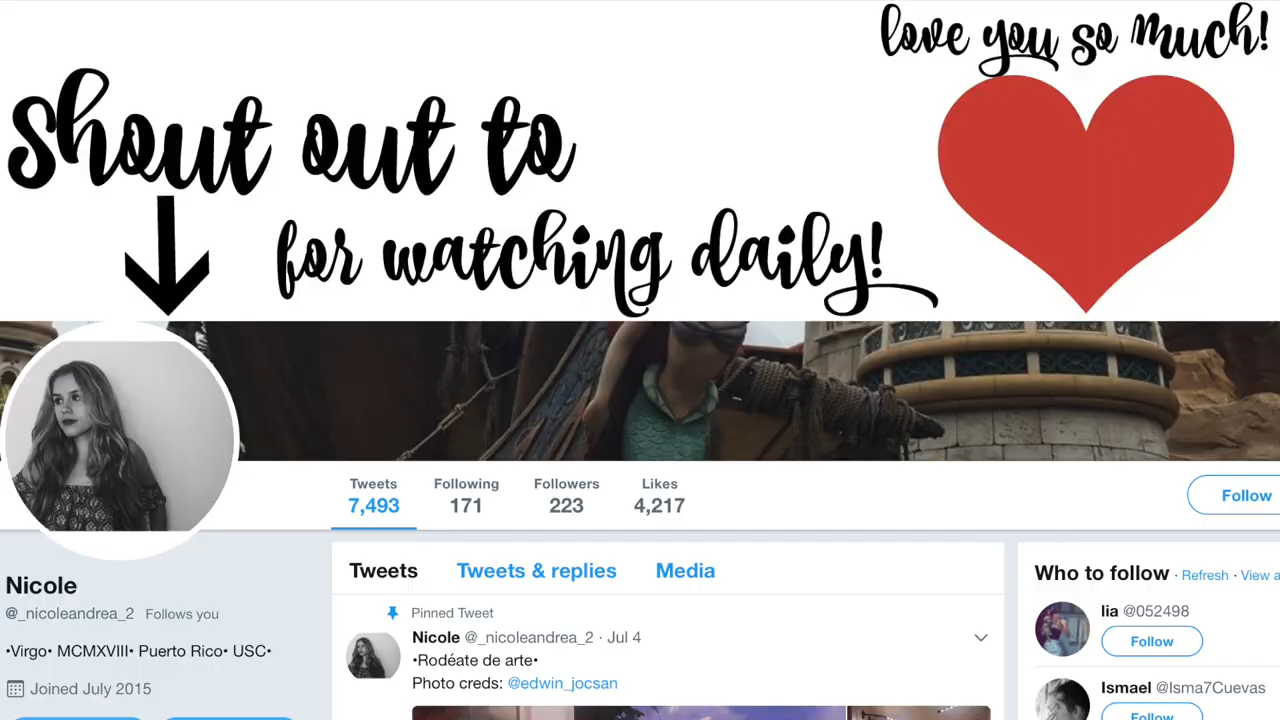 love you so much!
shout out to
for watching daily!
Tweets Following Followers Likes
7,493 171 223 4,217
Follow
Nicole
@_nicoleandrea_2 Follows you
•Virgo• MCMXVIII• Puerto Rico• USC•
Joined July 2015
Tweets Tweets & replies Media
Pinned Tweet
Nicole @_nicoleandrea_2 · Jul 4
•Rodéate de arte•
Photo creds: @edwin_jocsan
Who to follow · Refresh · View a
lia @052498
Follow
Ismael @Isma7Cuevas
Follow